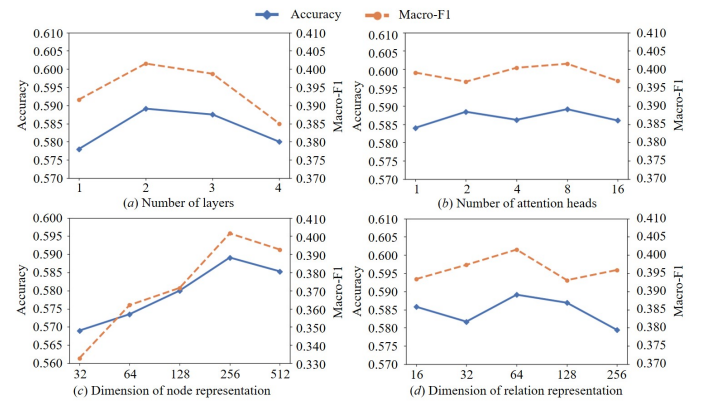 Accuracy Macro-F1
0.610 0.410 0.610 0.410
0.605 0.405 0.605 0.405
0.600 0.400 0.600 0.400
0.595 0.395 0.595 0.395
0.590 0.390 0.590 0.390
0.585 0.385 0.585 0.385
0.580 0.380 0.580 0.380
0.575 0.375 0.575 0.375
0.570 0.370 0.570 0.370
Accuracy Macro-F1 Accuracy Macro-F1
1 2 3 4 1 2 4 8 16
(a) Number of layers (b) Number of attention heads
0.600 0.410 0.610 0.410
0.595 0.400 0.605 0.405
0.590 0.390 0.600 0.400
0.585 0.380 0.595 0.395
0.580 0.370 0.590 0.390
0.575 0.360 0.585 0.385
0.570 0.350 0.580 0.380
0.565 0.340 0.575 0.375
0.560 0.330 0.570 0.370
Accuracy Macro-F1 Accuracy Macro-F1
32 64 128 256 512 16 32 64 128 256
(c) Dimension of node representation (d) Dimension of relation representation